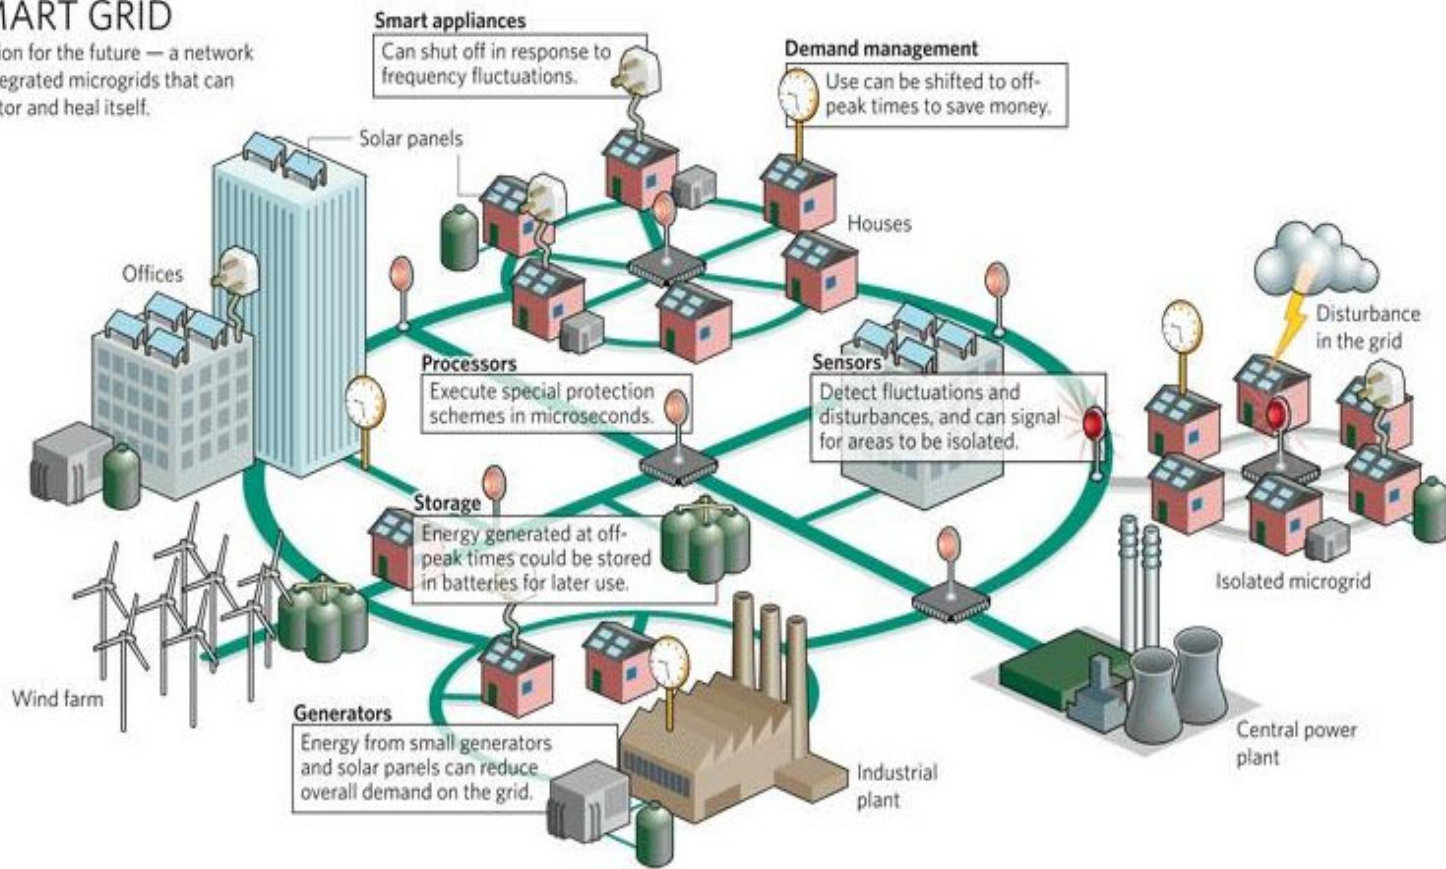 MART GRID
ion for the future — a network
tegrated microgrids that can
tor and heal itself.
Smart appliances
Can shut off in response to
frequency fluctuations.
Demand management
Use can be shifted to off-
peak times to save money.
Solar panels
Houses
Offices
Disturbance
in the grid
Processors
Execute special protection
schemes in microseconds.
Sensors
Detect fluctuations and
disturbances, and can signal
for areas to be isolated.
Storage
Energy generated at off-
peak times could be stored
in batteries for later use.
Isolated microgrid
Wind farm
Generators
Energy from small generators
and solar panels can reduce
overall demand on the grid.
Industrial
plant
Central power
plant